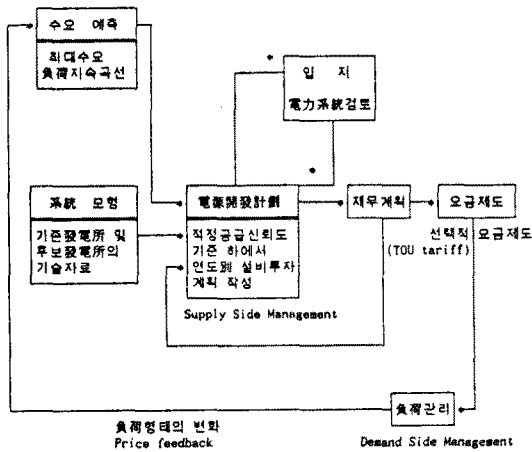 수요 예측
최대수요
負荷지속곡선
입 지
電力系統검토
系統 모형
기존發電所 및
후보發電所의
기술자료
電源開發計劃
적정공급신뢰도
기준 하에서
연도별 설비투자
계획 작성
Supply Side Management
재무계획
요금제도
선택적 요금제도
(TOU tariff)
負荷관리
負荷형태의 변화
Price feedback
Demand Side Management